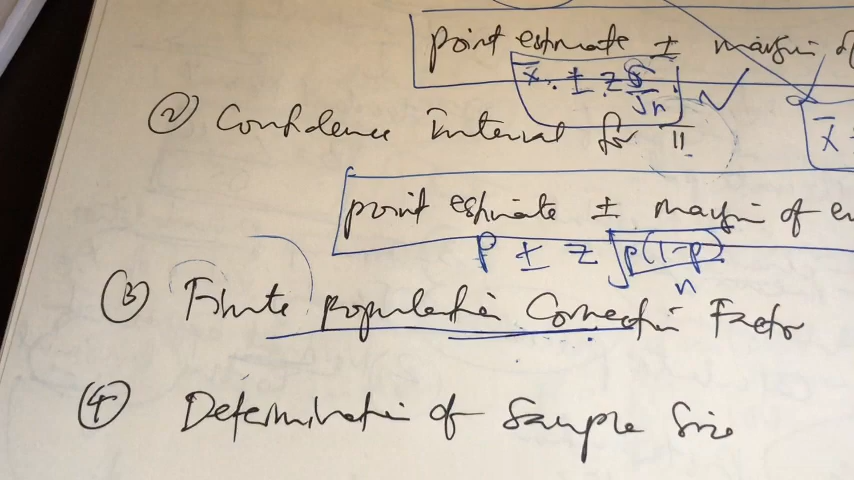 point estimate ± margin of
x̄ ± z σ/√n
② Confidence Interval for π
x̄
point estimate ± margin of e
p ± z √p(1-p)/n
③ Finite population Correction Factor
④ Determination of Sample Size